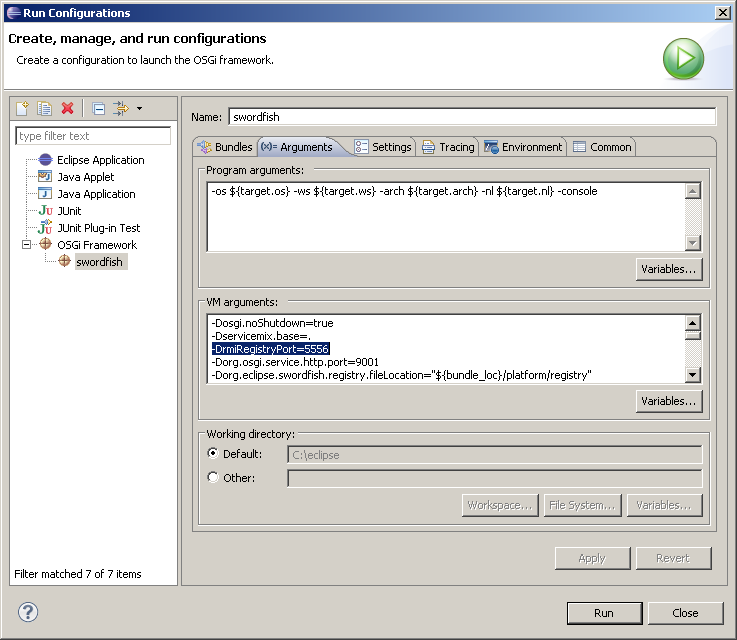 Run Configurations
Create, manage, and run configurations
Create a configuration to launch the OSGi framework.
type filter text
Eclipse Application
Java Applet
Java Application
JUnit
JUnit Plug-in Test
OSGi Framework
swordfish
Filter matched 7 of 7 items
Name: swordfish
Bundles (x)= Arguments Settings Tracing Environment Common
Program arguments:
-os ${target.os} -ws ${target.ws} -arch ${target.arch} -nl ${target.nl} -console
Variables...
VM arguments:
-Dosgi.noShutdown=true
-Dservicemix.base=.
-DrmiRegistryPort=5556
-Dorg.osgi.service.http.port=9001
-Dorg.eclipse.swordfish.registry.fileLocation="${bundle_loc}/platform/registry"
Variables...
Working directory:
Default: C:\eclipse
Other:
Workspace... File System... Variables...
Apply Revert
? Run Close